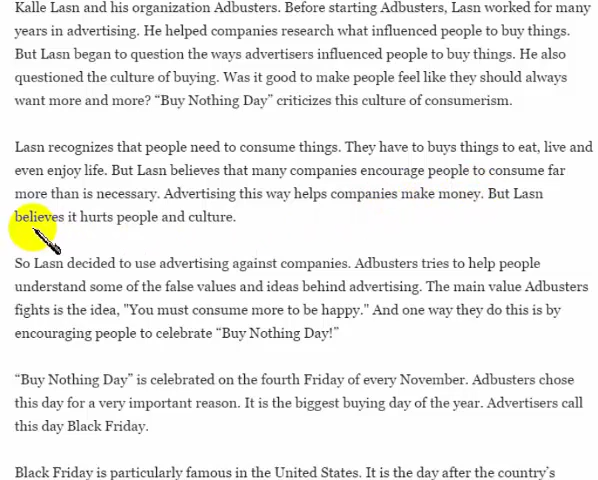 Kalle Lasn and his organization Adbusters. Before starting Adbusters, Lasn worked for many
years in advertising. He helped companies research what influenced people to buy things.
But Lasn began to question the ways advertisers influenced people to buy things. He also
questioned the culture of buying. Was it good to make people feel like they should always
want more and more? “Buy Nothing Day” criticizes this culture of consumerism.
Lasn recognizes that people need to consume things. They have to buys things to eat, live and
even enjoy life. But Lasn believes that many companies encourage people to consume far
more than is necessary. Advertising this way helps companies make money. But Lasn
believes it hurts people and culture.
So Lasn decided to use advertising against companies. Adbusters tries to help people
understand some of the false values and ideas behind advertising. The main value Adbusters
fights is the idea, "You must consume more to be happy." And one way they do this is by
encouraging people to celebrate “Buy Nothing Day!”
“Buy Nothing Day” is celebrated on the fourth Friday of every November. Adbusters chose
this day for a very important reason. It is the biggest buying day of the year. Advertisers call
this day Black Friday.
Black Friday is particularly famous in the United States. It is the day after the country’s